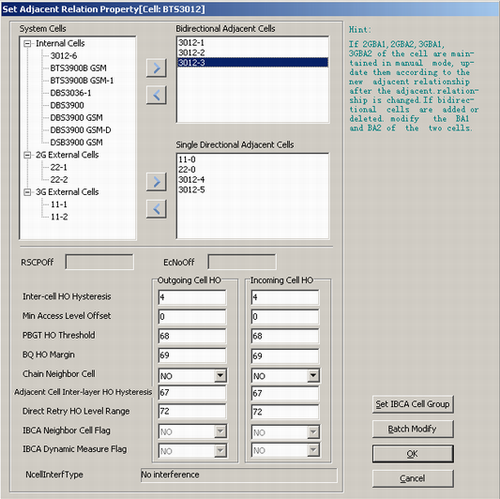 Set Adjacent Relation Property[Cell: BTS3012]
System Cells
Internal Cells
3012-6
BTS3900B GSM
BTS3900B GSM-1
DBS3036-1
DBS3900
DBS3900 GSM
DBS3900 GSM-D
DSB3900 GSM
2G External Cells
22-1
22-2
3G External Cells
11-1
11-2
Bidirectional Adjacent Cells
3012-1
3012-2
3012-3
Single Directional Adjacent Cells
11-0
22-0
3012-4
3012-5
Hint:
If 2GBA1,2GBA2,3GBA1,
3GBA2 of the cell are main-
tained in manual mode, up-
date them according to the
new adjacent relationship
after the adjacent relation-
ship is changed.If bidirec-
tional cells are added or
deleted modify the BA1
and BA2 of the two cells.
RSCPOff
EcNoOff
Outgoing Cell HO
Incoming Cell HO
Inter-cell HO Hysteresis 4 4
Min Access Level Offset 0 0
PBGT HO Threshold 68 68
BQ HO Margin 69 69
Chain Neighbor Cell NO NO
Adjacent Cell Inter-layer HO Hysteresis 67 67
Direct Retry HO Level Range 72 72
IBCA Neighbor Cell Flag NO NO
IBCA Dynamic Measure Flag NO NO
NcellInterfType No interference
Set IBCA Cell Group
Batch Modify
OK
Cancel